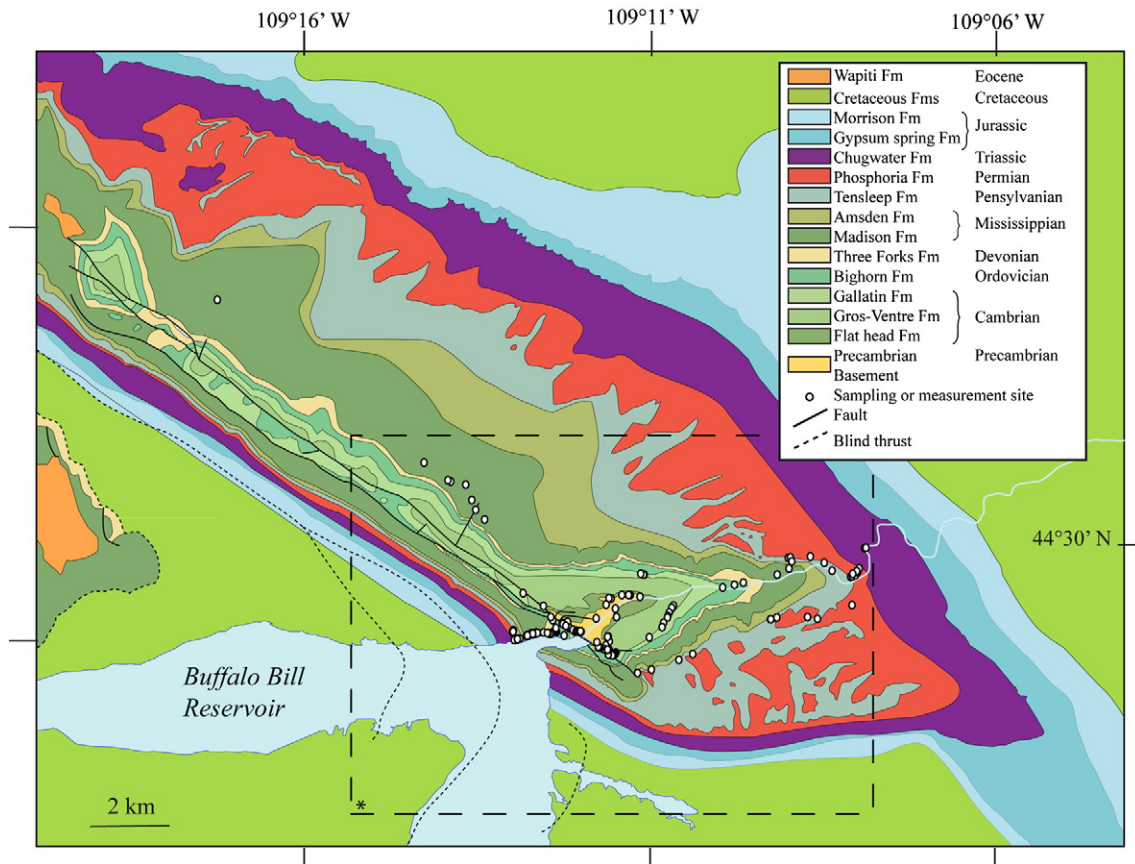 109°16’ W 109°11’ W 109°06’ W
Wapiti Fm Eocene
Cretaceous Fms Cretaceous
Morrison Fm
Jurassic
Gypsum spring Fm
Chugwater Fm Triassic
Phosphoria Fm Permian
Tensleep Fm Pensylvanian
Amsden Fm
Mississippian
Madison Fm
Three Forks Fm Devonian
Bighorn Fm Ordovician
Gallatin Fm
Gros-Ventre Fm Cambrian
Flat head Fm
Precambrian Precambrian
Basement
Sampling or measurement site
Fault
Blind thrust
44°30’ N
Buffalo Bill
Reservoir
2 km
*